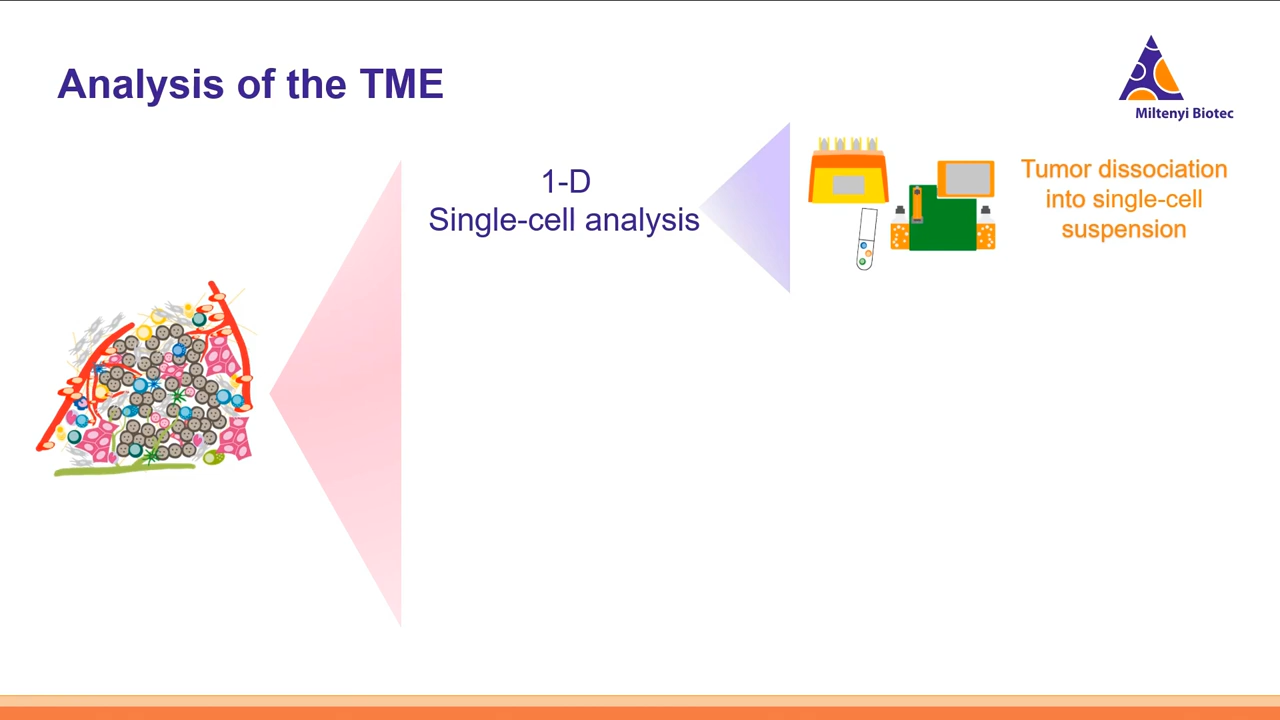 Analysis of the TME
Miltenyi Biotec
1-D
Single-cell analysis
Tumor dissociation
into single-cell
suspension